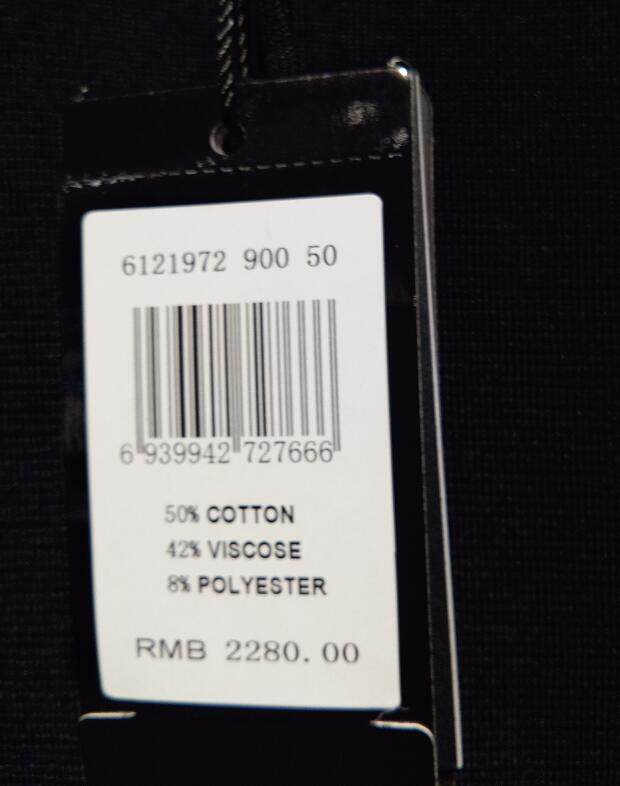 6121972 900 50
6 939942 727666
50% COTTON
42% VISCOSE
8% POLYESTER
RMB 2280.00